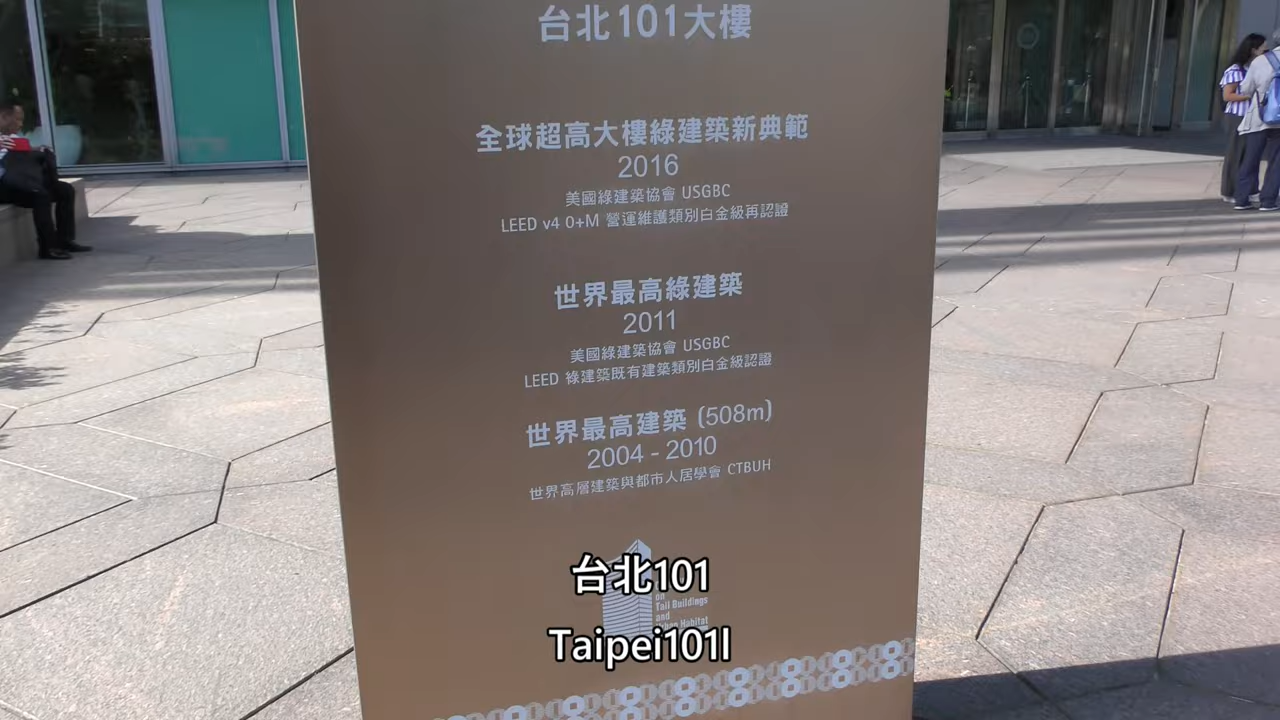 台北101大樓
全球超高大樓綠建築新典範
2016
美國綠建築協會 USGBC
LEED v4 O+M 營運維護類別白金級再認證
世界最高綠建築
2011
美國綠建築協會 USGBC
LEED 綠建築既有建築類別白金級認證
世界最高建築 (508m)
2004 - 2010
世界高層建築與都市人居學會 CTBUH
台北101
on
Tall Buildings
and
Habitat
Taipei101l